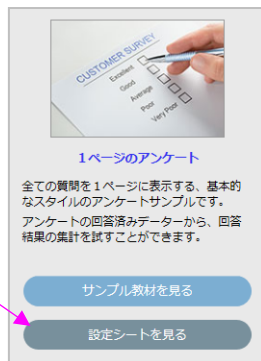 CUSTOMER SURVEY
Excellent
Good
Average
Poor
Very Poor
1ページのアンケート
全ての質問を1ページに表示する、基本的
なスタイルのアンケートサンプルです。
アンケートの回答済みデーターから、回答
結果の集計を試すことができます。
サンプル教材を見る
設定シートを見る